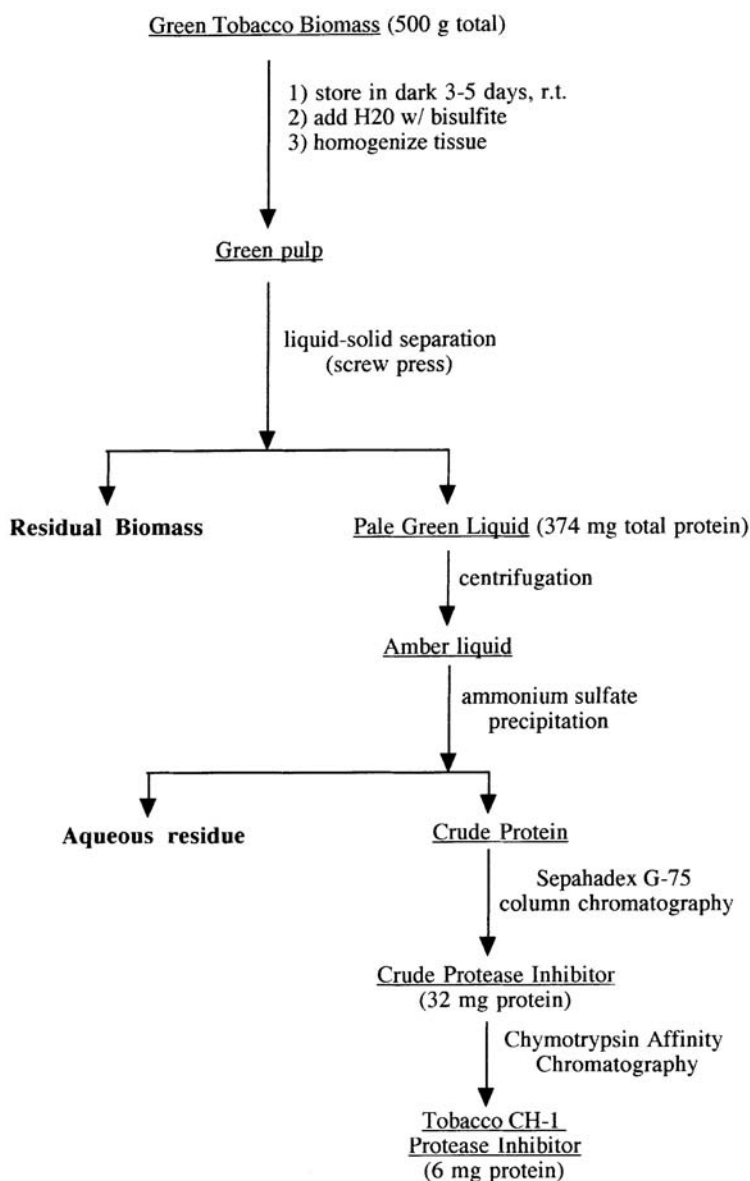 Green Tobacco Biomass (500 g total)
1) store in dark 3-5 days, r.t.
2) add H20 w/ bisulfite
3) homogenize tissue
Green pulp
liquid-solid separation
(screw press)
Residual Biomass
Pale Green Liquid (374 mg total protein)
centrifugation
Amber liquid
ammonium sulfate
precipitation
Aqueous residue
Crude Protein
Sepahadex G-75
column chromatography
Crude Protease Inhibitor
(32 mg protein)
Chymotrypsin Affinity
Chromatography
Tobacco CH-1
Protease Inhibitor
(6 mg protein)